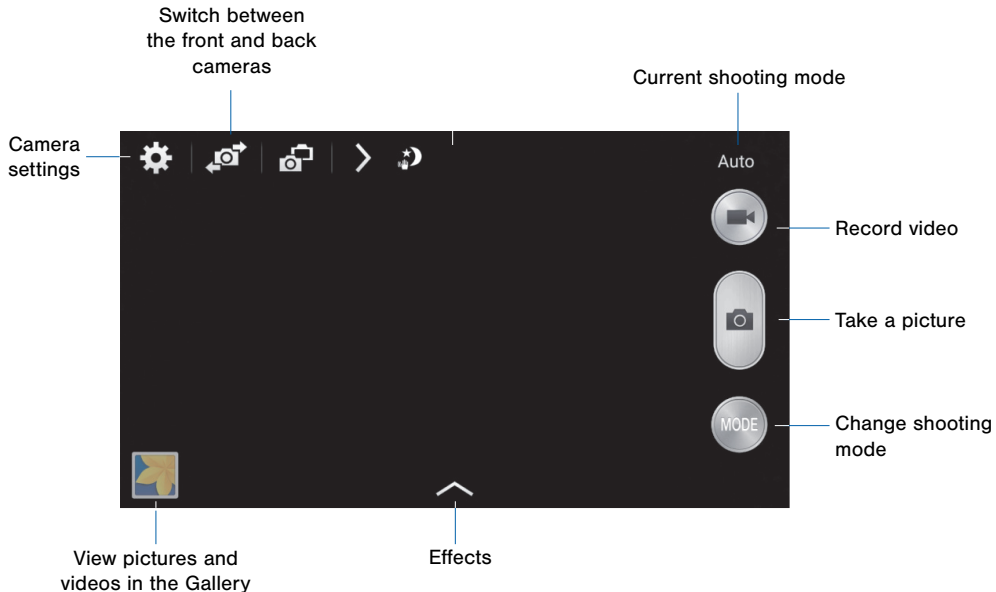 Switch between
the front and back
cameras
Current shooting mode
Camera
settings
Auto
Record video
Take a picture
MODE
Change shooting
mode
Effects
View pictures and
videos in the Gallery